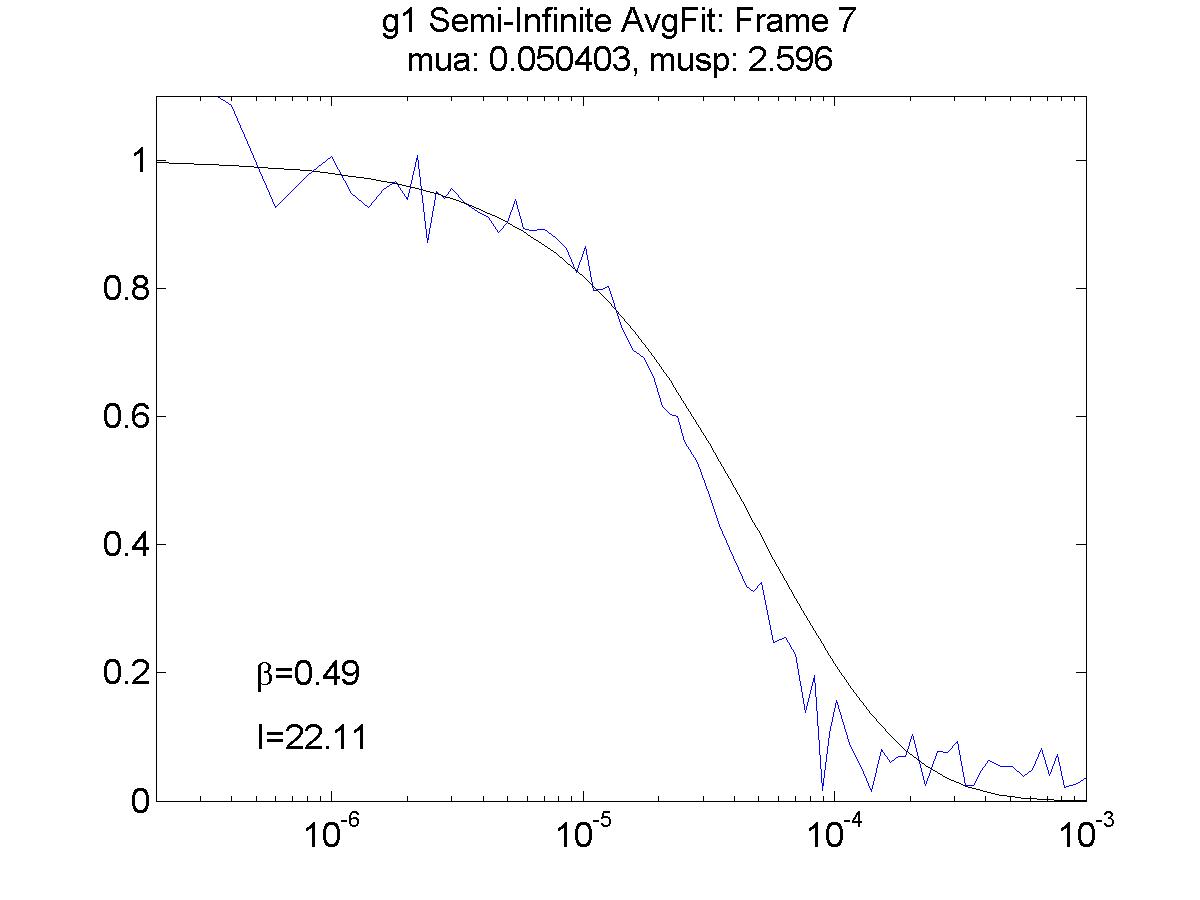 g1 Semi-Infinite AvgFit: Frame 7
mua: 0.050403, musp: 2.596
1
0.8
0.6
0.4
0.2
0
β=0.49
I=22.11
10^-6
10^-5
10^-4
10^-3